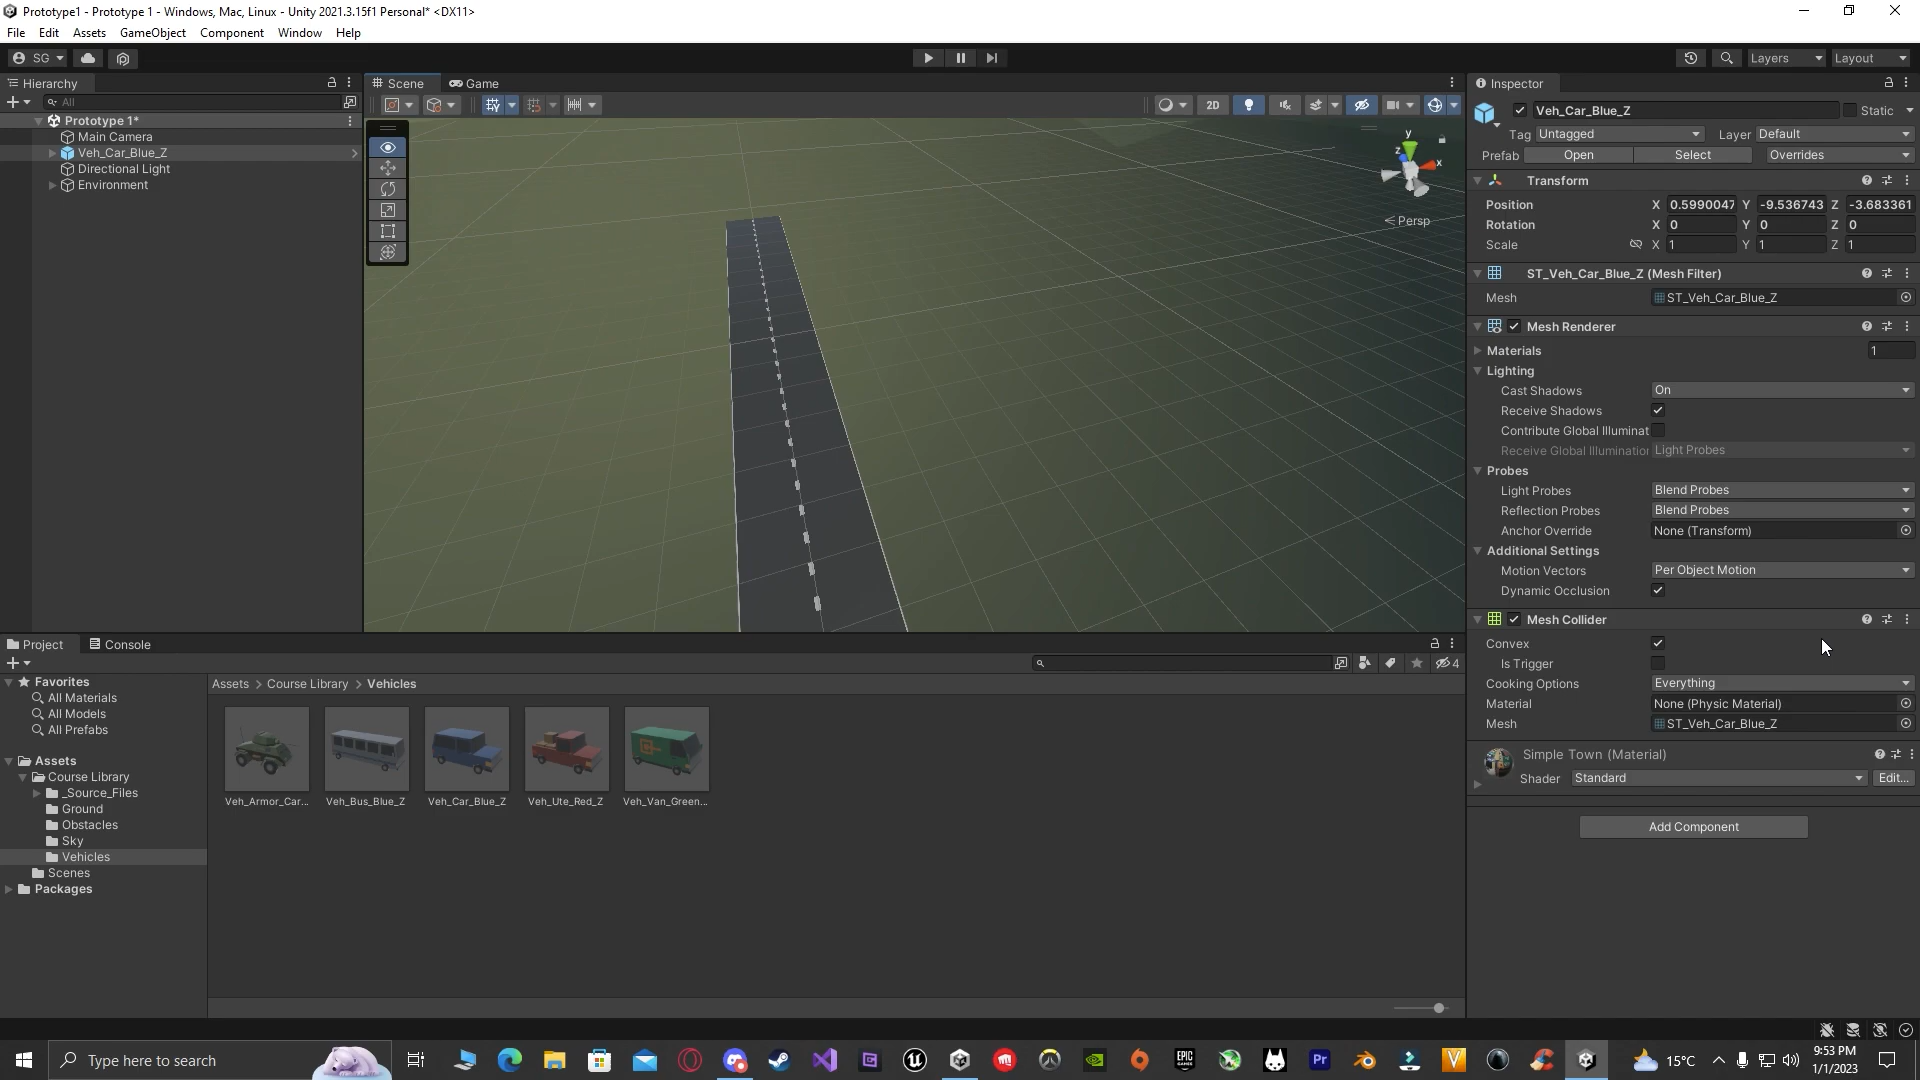 Prototype1 - Prototype 1 - Windows, Mac, Linux - Unity 2021.3.15f1 Personal* <DX11>
File Edit Assets GameObject Component Window Help
SG
Layers Layout
Hierarchy
All
Prototype 1*
Main Camera
Veh_Car_Blue_Z
Directional Light
Environment
Scene Game
2D
y
z
x
Persp
Inspector
Veh_Car_Blue_Z Static
Tag Untagged Layer Default
Prefab Open Select Overrides
Transform
Position X 0.5990047 Y -9.536743 Z -3.683361
Rotation X 0 Y 0 Z 0
Scale X 1 Y 1 Z 1
ST_Veh_Car_Blue_Z (Mesh Filter)
Mesh ST_Veh_Car_Blue_Z
Mesh Renderer
Materials 1
Lighting
Cast Shadows On
Receive Shadows
Contribute Global Illuminat
Receive Global Illumination Light Probes
Probes
Light Probes Blend Probes
Reflection Probes Blend Probes
Anchor Override None (Transform)
Additional Settings
Motion Vectors Per Object Motion
Dynamic Occlusion
Mesh Collider
Convex
Is Trigger
Cooking Options Everything
Material None (Physic Material)
Mesh ST_Veh_Car_Blue_Z
Simple Town (Material)
Shader Standard Edit...
Add Component
Project Console
4
Favorites
All Materials
All Models
All Prefabs
Assets
Course Library
_Source_Files
Ground
Obstacles
Sky
Vehicles
Scenes
Packages
Assets > Course Library > Vehicles
Veh_Armor_Car... Veh_Bus_Blue_Z Veh_Car_Blue_Z Veh_Ute_Red_Z Veh_Van_Green...
Type here to search
Pr
EPIC GAMES
15°C
9:53 PM
1/1/2023